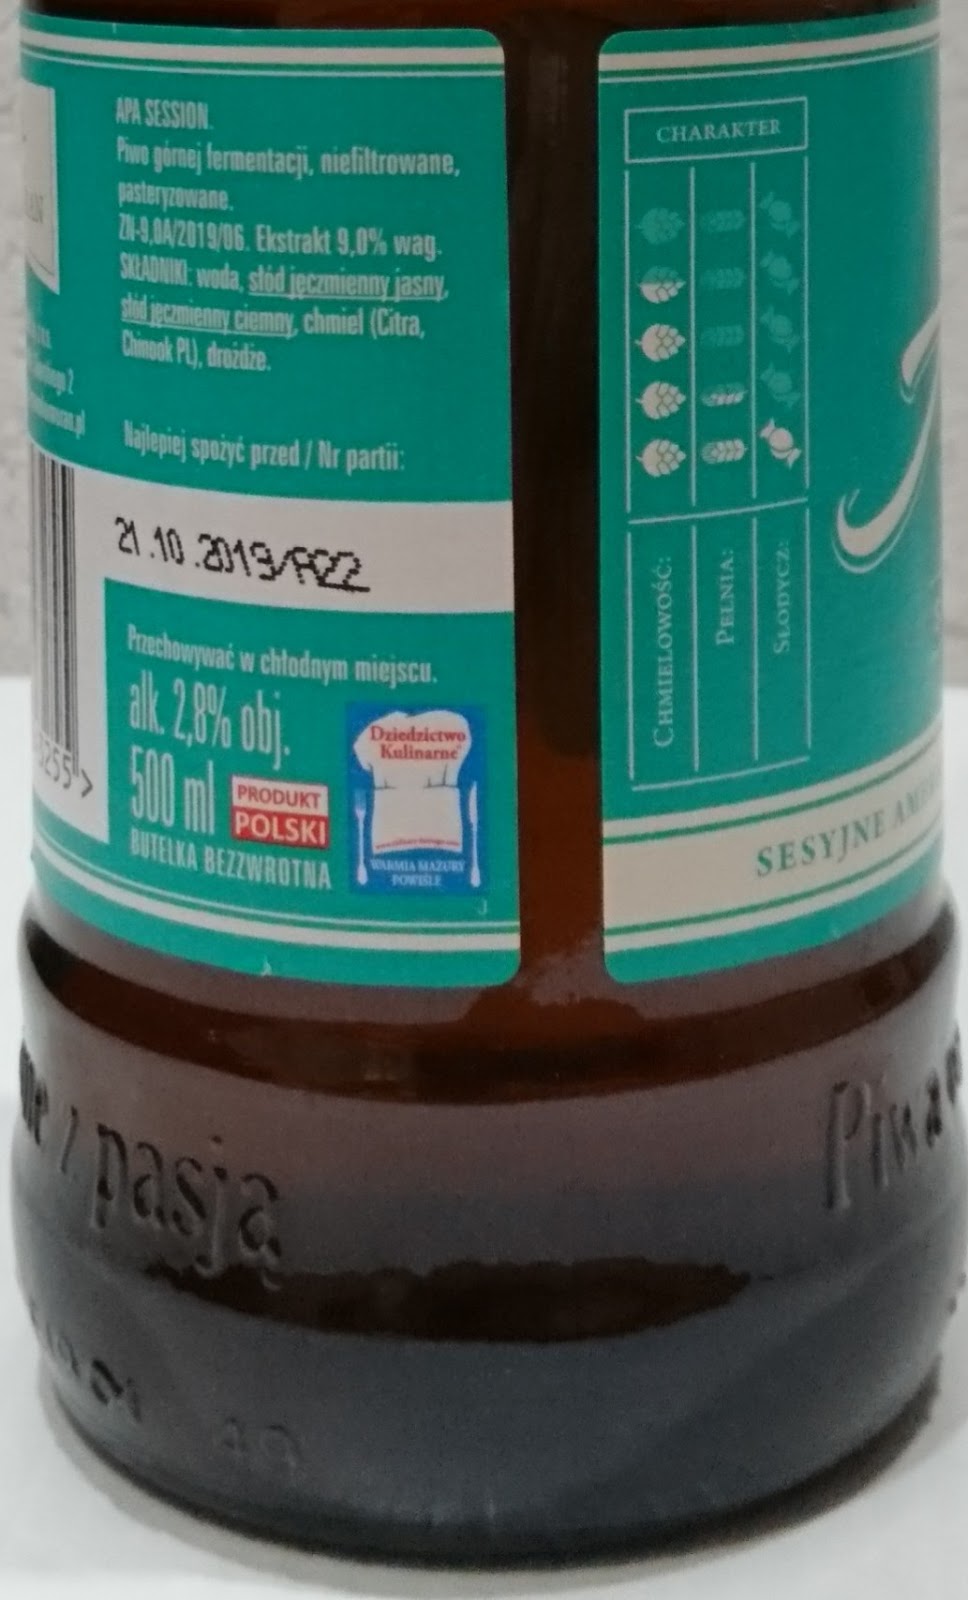 APA SESSION.
Piwo górnej fermentacji, niefiltrowane,
pasteryzowane.
ZN-9,0A/2019/06. Ekstrakt 9,0% wag.
SKŁADNIKI: woda, słód jęczmienny jasny,
słód jęczmienny ciemny, chmiel (Citra,
Chinook PL), drożdże.
Najlepiej spożyć przed / Nr partii:
21.10.2019/R22
Przechowywać w chłodnym miejscu.
alk. 2,8% obj.
500 ml
PRODUKT
POLSKI
BUTELKA BEZZWROTNA
Dziedzictwo
Kulinarne
WARMIA MAZURY
POWIŚLE
3255
CHARAKTER
CHMIELOWOŚĆ:
PEŁNIA:
SŁODYCZ:
SESYJNE
z pasją
49